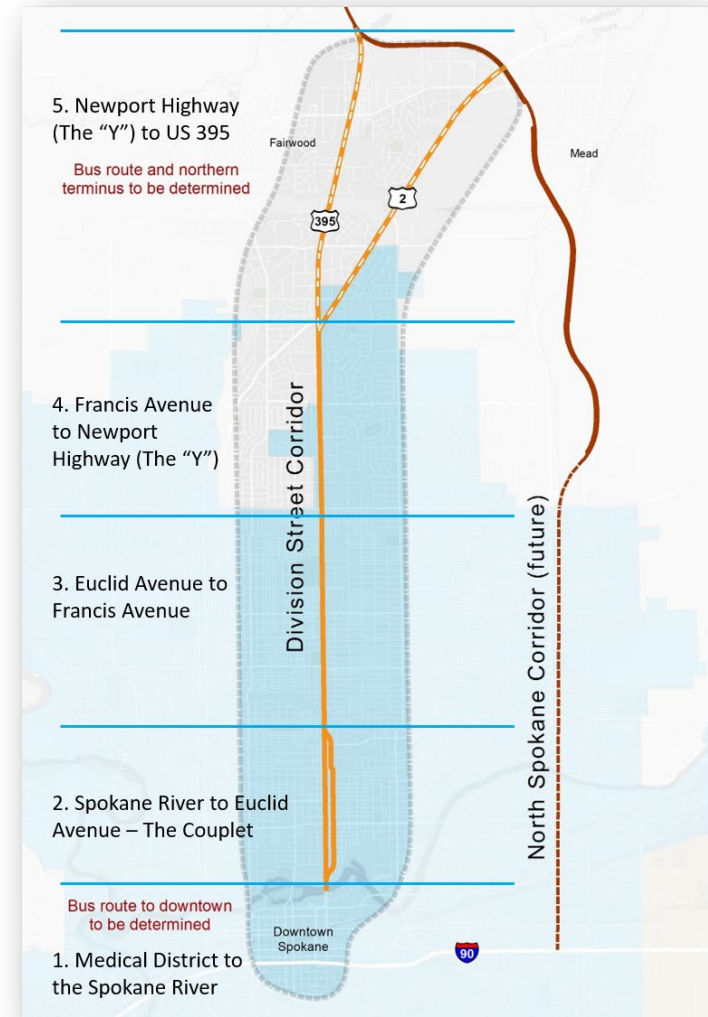 5. Newport Highway
(The “Y”) to US 395
Bus route and northern
terminus to be determined
Fairwood
Mead
395
2
4. Francis Avenue
to Newport
Highway (The “Y”)
Division Street Corridor
3. Euclid Avenue to
Francis Avenue
North Spokane Corridor (future)
2. Spokane River to Euclid
Avenue – The Couplet
Bus route to downtown
to be determined
Downtown
Spokane
90
1. Medical District to
the Spokane River